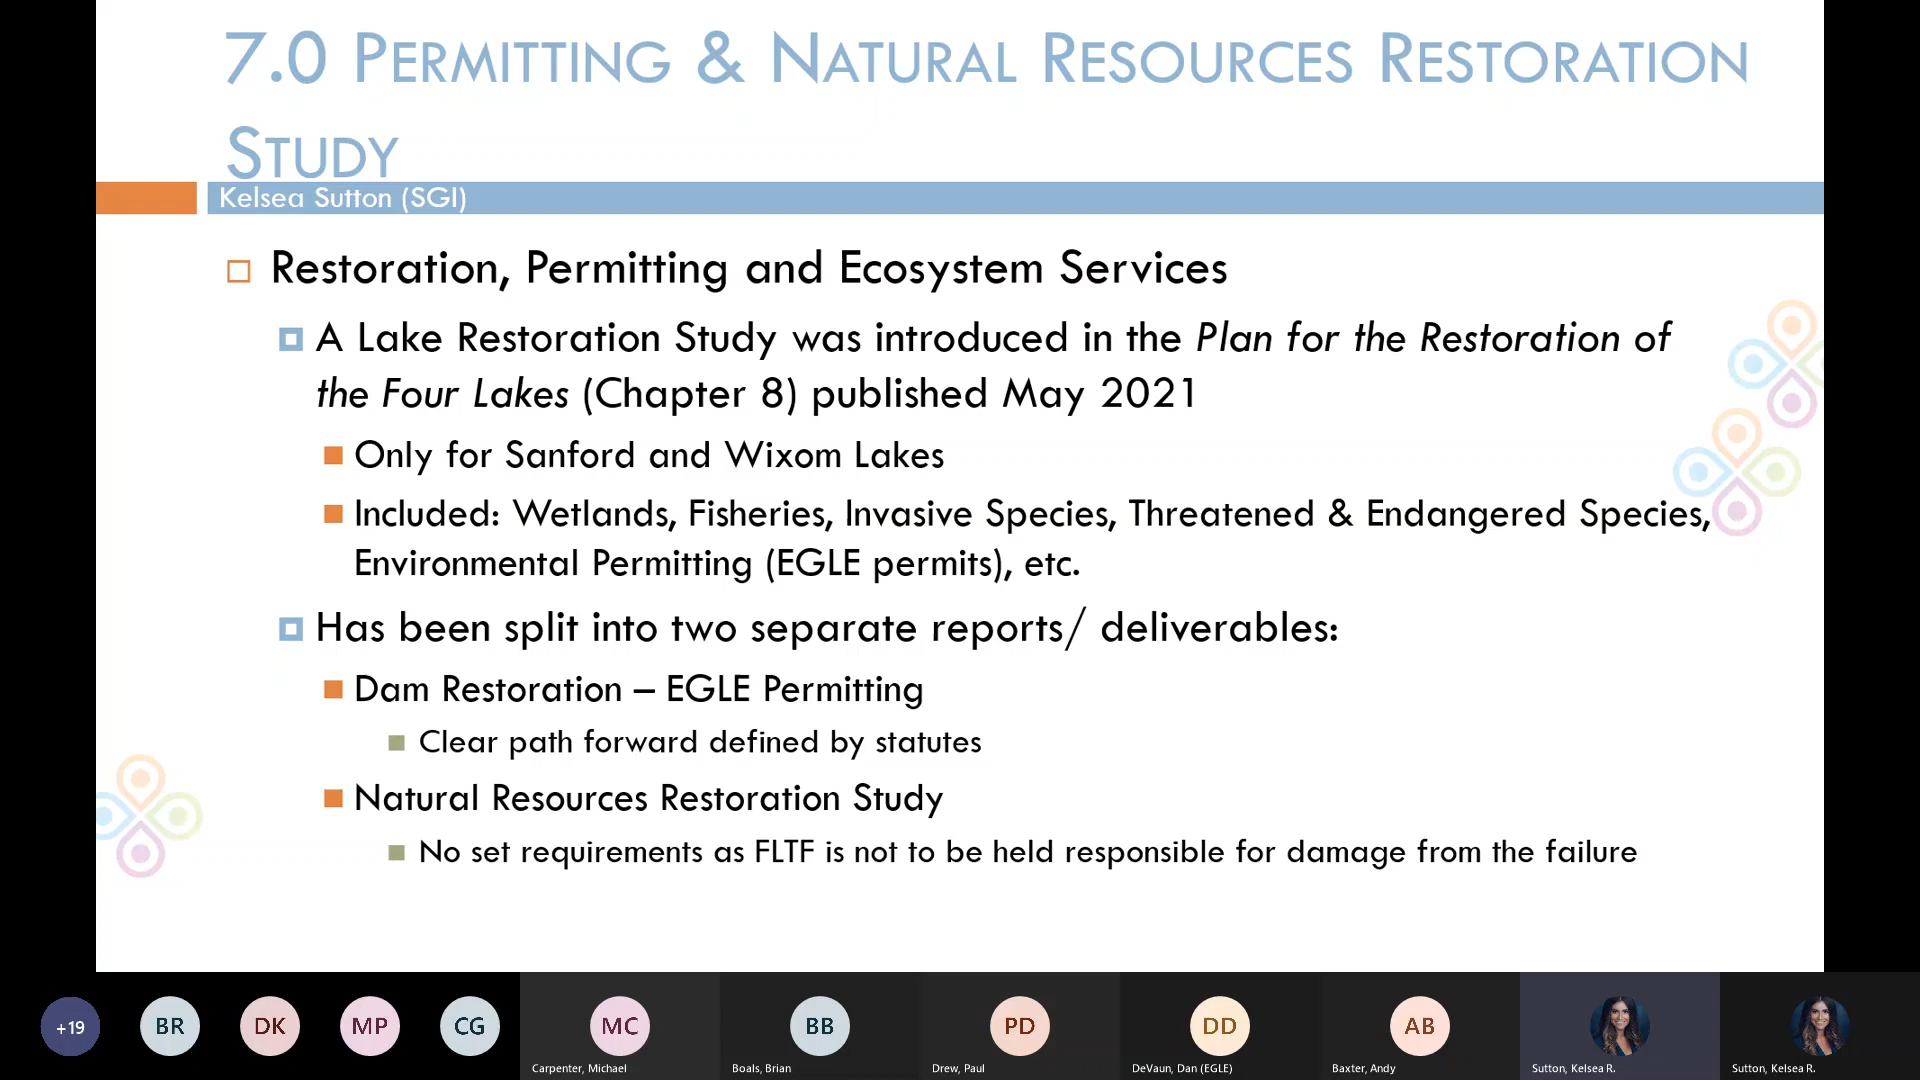 7.0 PERMITTING & NATURAL RESOURCES RESTORATION
STUDY
Kelsea Sutton (SGI)
Restoration, Permitting and Ecosystem Services
A Lake Restoration Study was introduced in the Plan for the Restoration of
the Four Lakes (Chapter 8) published May 2021
Only for Sanford and Wixom Lakes
Included: Wetlands, Fisheries, Invasive Species, Threatened & Endangered Species,
Environmental Permitting (EGLE permits), etc.
Has been split into two separate reports/ deliverables:
Dam Restoration – EGLE Permitting
Clear path forward defined by statutes
Natural Resources Restoration Study
No set requirements as FLTF is not to be held responsible for damage from the failure
+19 BR DK MP CG MC BB PD DD AB
Carpenter, Michael Boals, Brian Drew, Paul DeVaun, Dan (EGLE) Baxter, Andy Sutton, Kelsea R. Sutton, Kelsea R.